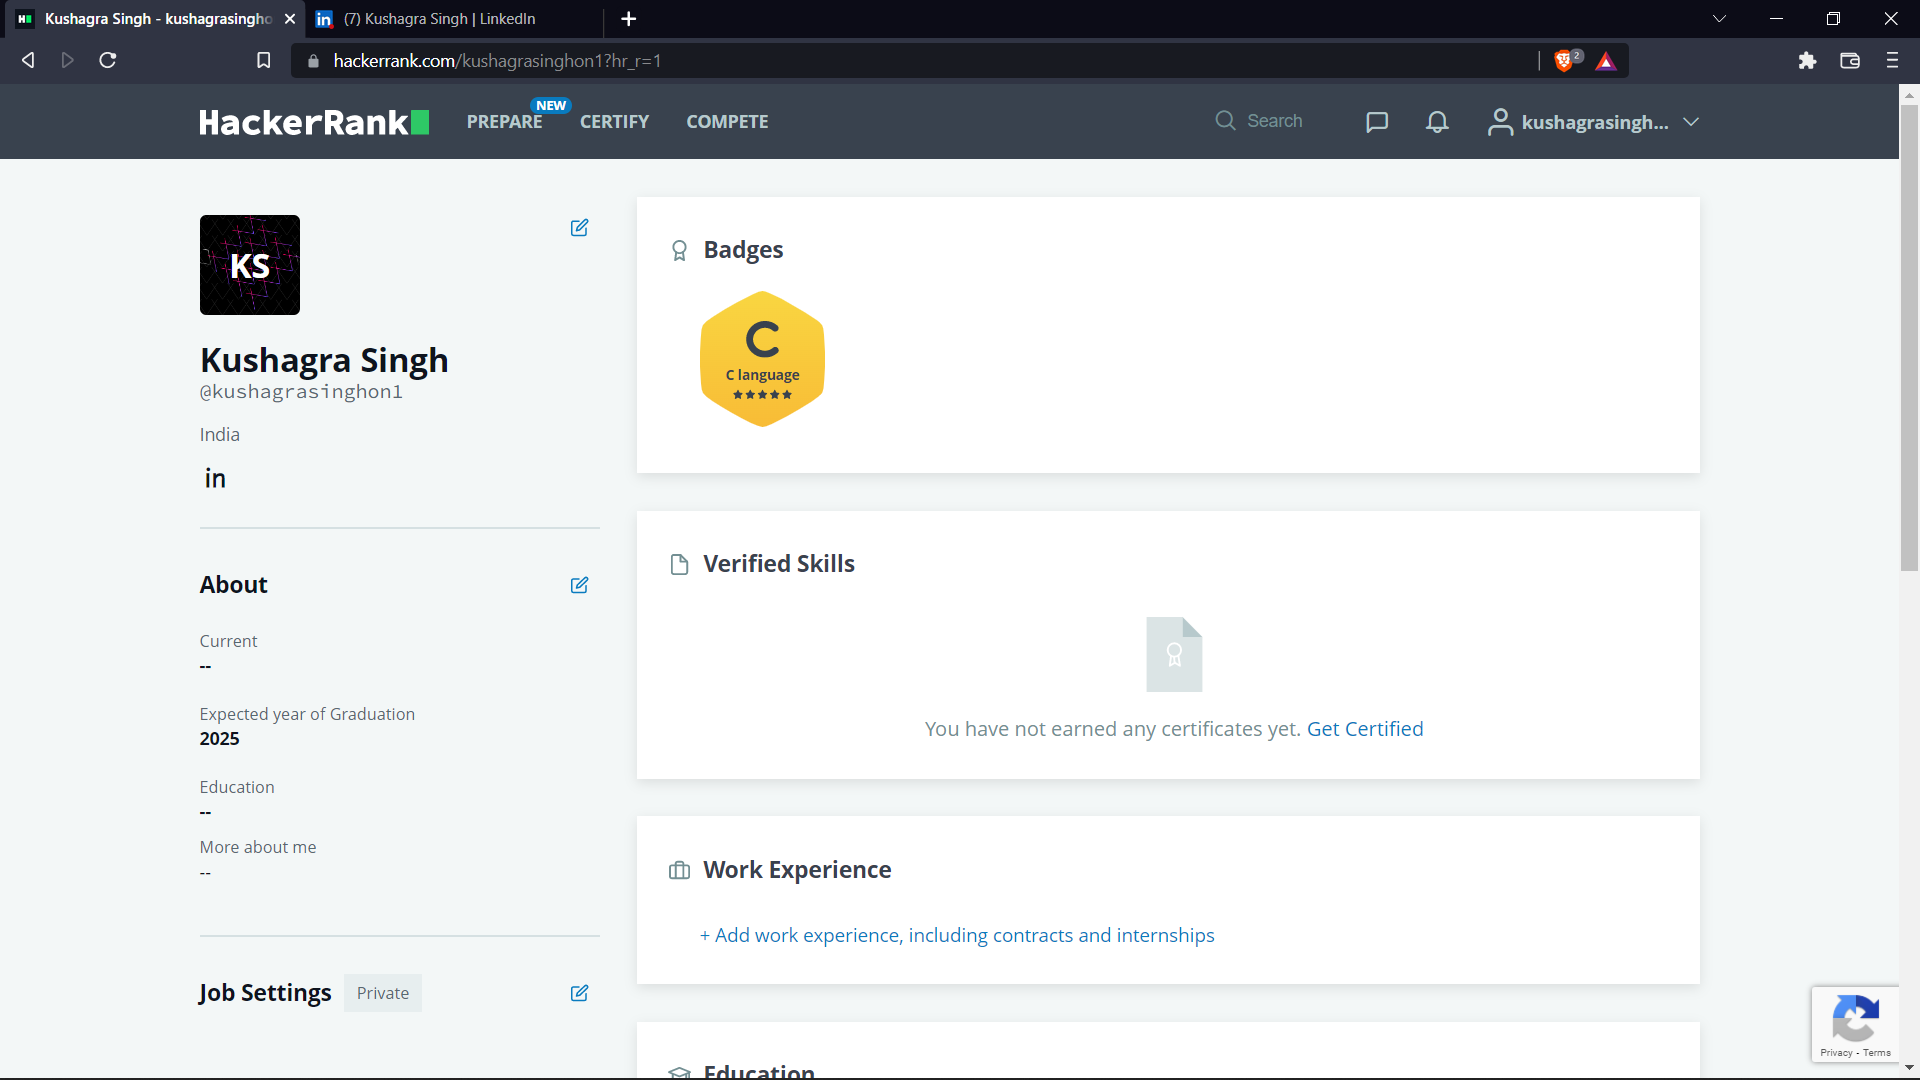 Kushagra Singh - kushagrasingho
(7) Kushagra Singh | LinkedIn
hackerrank.com/kushagrasinghon1?hr_r=1
2
HackerRank
PREPARE
NEW
CERTIFY
COMPETE
Search
kushagrasingh...
KS
Kushagra Singh
@kushagrasinghon1
India
in
About
Current
--
Expected year of Graduation
2025
Education
--
More about me
--
Job Settings
Private
Badges
C
C language
Verified Skills
You have not earned any certificates yet. Get Certified
Work Experience
+ Add work experience, including contracts and internships
Education
Privacy - Terms